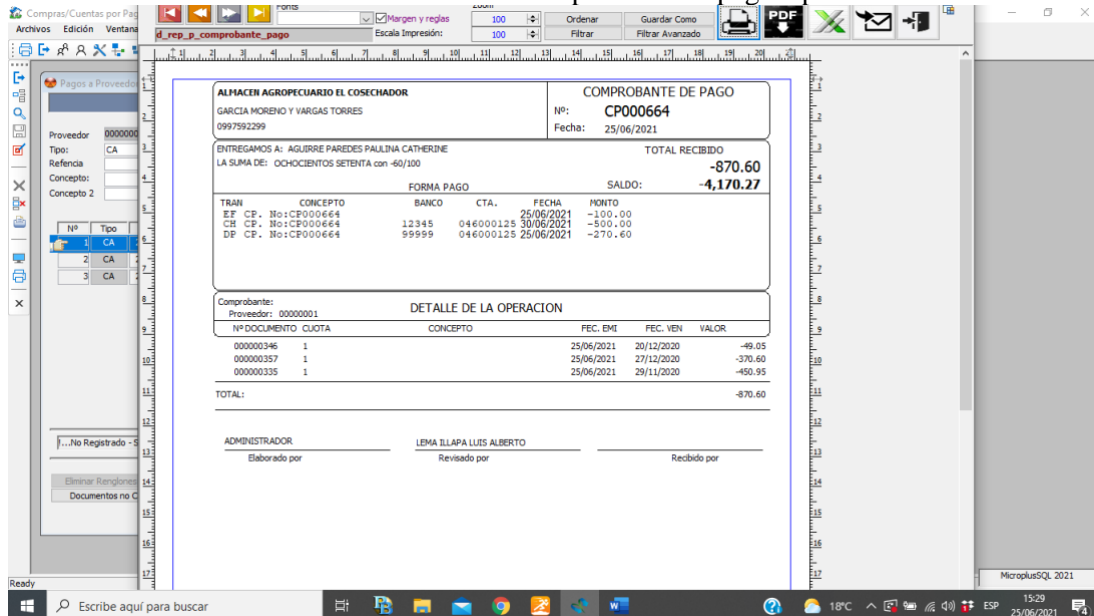 Compras/Cuentas por Pag
Archivos Edición Ventana
Fonts
Margen y reglas
Zoom
100
Ordenar
Guardar Como
PDF
d_rep_p_comprobante_pago
Escala Impresión:
100
Filtrar
Filtrar Avanzado
Pagos a Proveedor
Proveedor 0000000
Tipo: CA
Refencia
Concepto:
Concepto 2
Nº Tipo
1 CA
2 CA
3 CA
!...No Registrado - S
Eliminar Renglones
Documentos no C
Ready
ALMACEN AGROPECUARIO EL COSECHADOR
GARCIA MORENO Y VARGAS TORRES
0997592299
COMPROBANTE DE PAGO
Nº: CP000664
Fecha: 25/06/2021
ENTREGAMOS A: AGUIRRE PAREDES PAULINA CATHERINE
TOTAL RECIBIDO
LA SUMA DE: OCHOCIENTOS SETENTA con -60/100
-870.60
FORMA PAGO
SALDO: -4,170.27
TRAN CONCEPTO BANCO CTA. FECHA MONTO
EF CP. No:CP000664 25/06/2021 -100.00
CH CP. No:CP000664 12345 046000125 30/06/2021 -500.00
DP CP. No:CP000664 99999 046000125 25/06/2021 -270.60
Comprobante:
Proveedor: 00000001
DETALLE DE LA OPERACION
Nº DOCUMENTO CUOTA CONCEPTO FEC. EMI FEC. VEN VALOR
000000346 1 25/06/2021 20/12/2020 -49.05
000000357 1 25/06/2021 27/12/2020 -370.60
000000335 1 25/06/2021 29/11/2020 -450.95
TOTAL: -870.60
ADMINISTRADOR LEMA ILLAPA LUIS ALBERTO
Elaborado por Revisado por Recibido por
MicroplusSQL 2021
Escribe aquí para buscar
18°C
ESP
15:29
25/06/2021